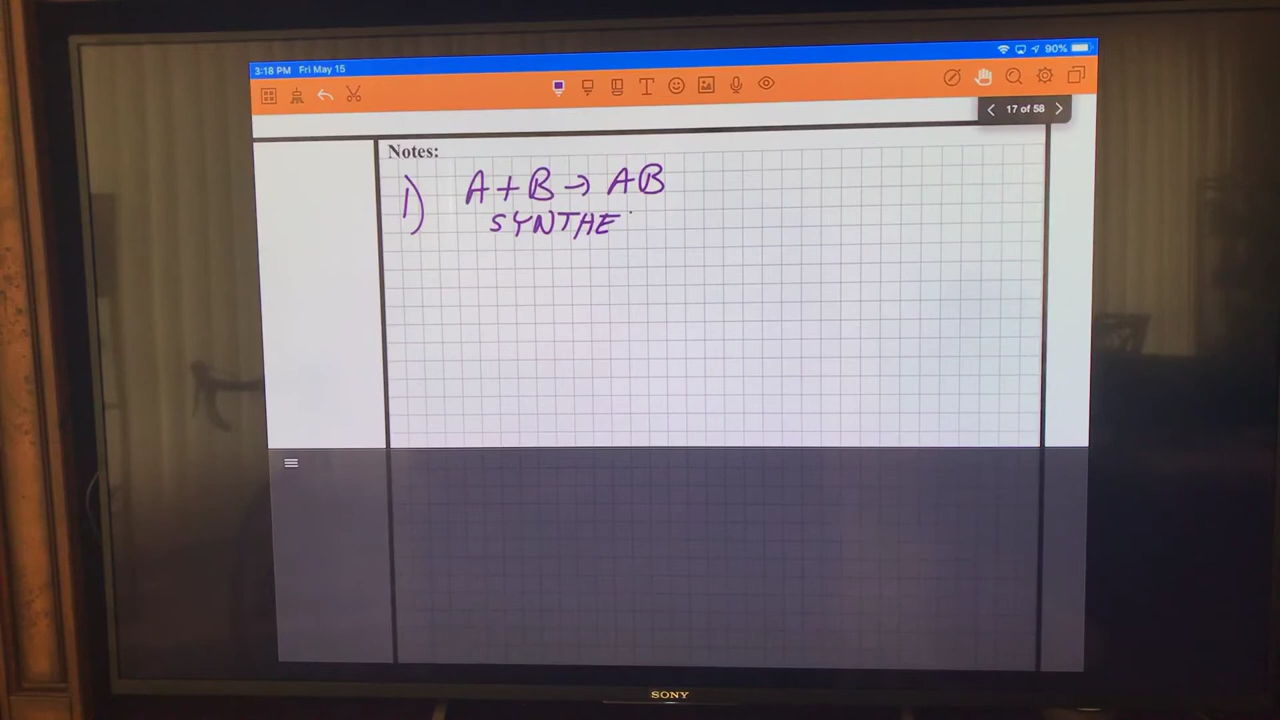 3:18 PM Fri May 15
90%
T
17 of 58
Notes:
1) A + B → AB
SYNTHE
SONY